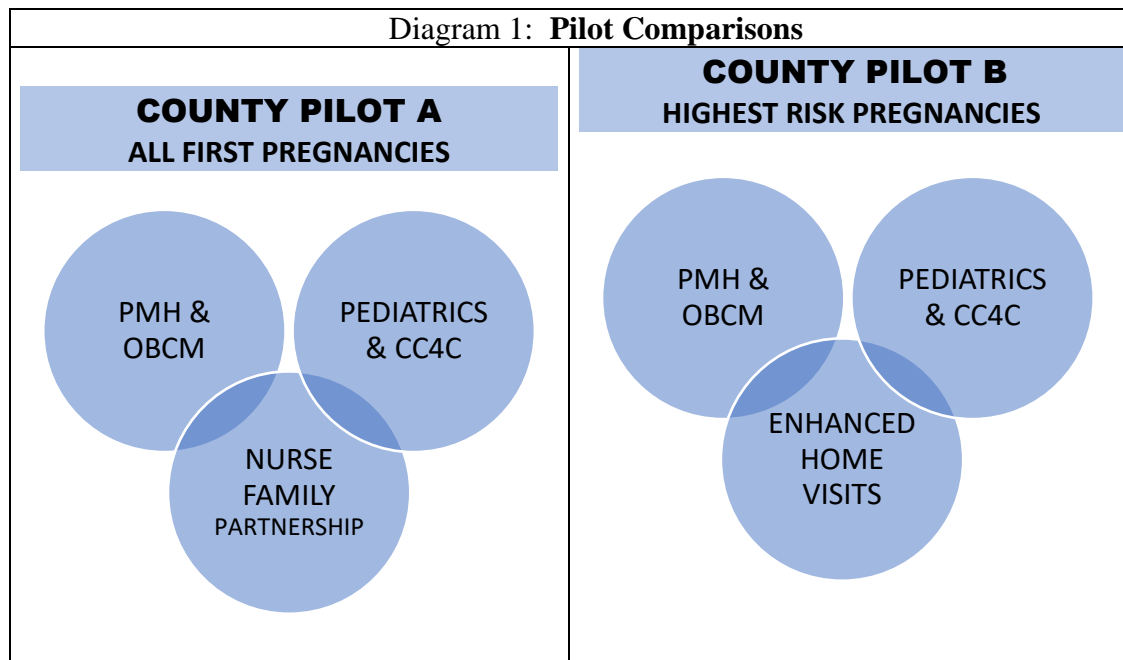 Diagram 1: Pilot Comparisons
COUNTY PILOT A
ALL FIRST PREGNANCIES
PMH &
OBCM
PEDIATRICS
& CC4C
NURSE
FAMILY
PARTNERSHIP
COUNTY PILOT B
HIGHEST RISK PREGNANCIES
PMH &
OBCM
PEDIATRICS
& CC4C
ENHANCED
HOME
VISITS